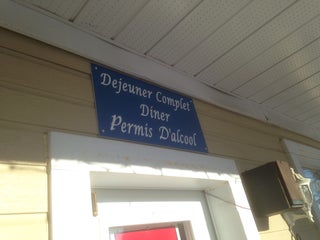 Dejeuner Complet
Diner
Permis D'alcool